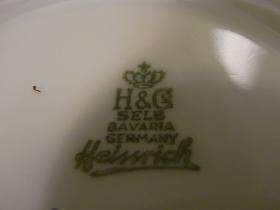 H&C
SELB
BAVARIA
GERMANY
Heinrich